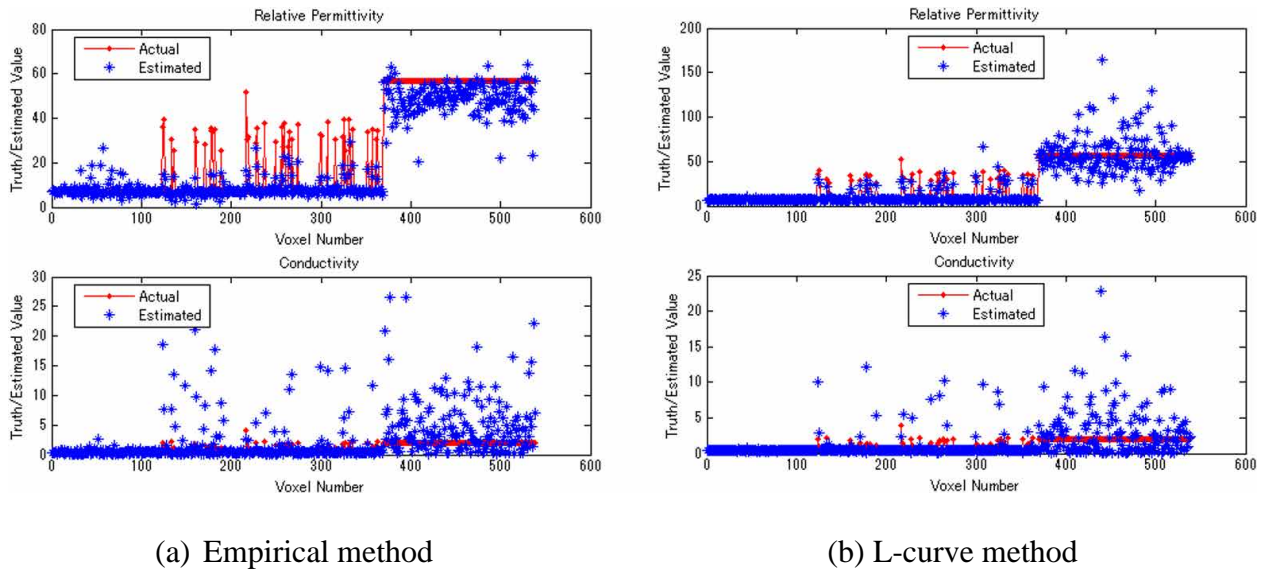 Relative Permittivity
80
60
40
20
0
0 100 200 300 400 500 600
Truth/Estimated Value
Voxel Number
Actual
Estimated
Conductivity
30
25
20
15
10
5
0
0 100 200 300 400 500 600
Truth/Estimated Value
Voxel Number
Actual
Estimated
(a) Empirical method
Relative Permittivity
200
150
100
50
0
0 100 200 300 400 500 600
Truth/Estimated Value
Voxel Number
Actual
Estimated
Conductivity
25
20
15
10
5
0
0 100 200 300 400 500 600
Truth/Estimated Value
Voxel Number
Actual
Estimated
(b) L-curve method